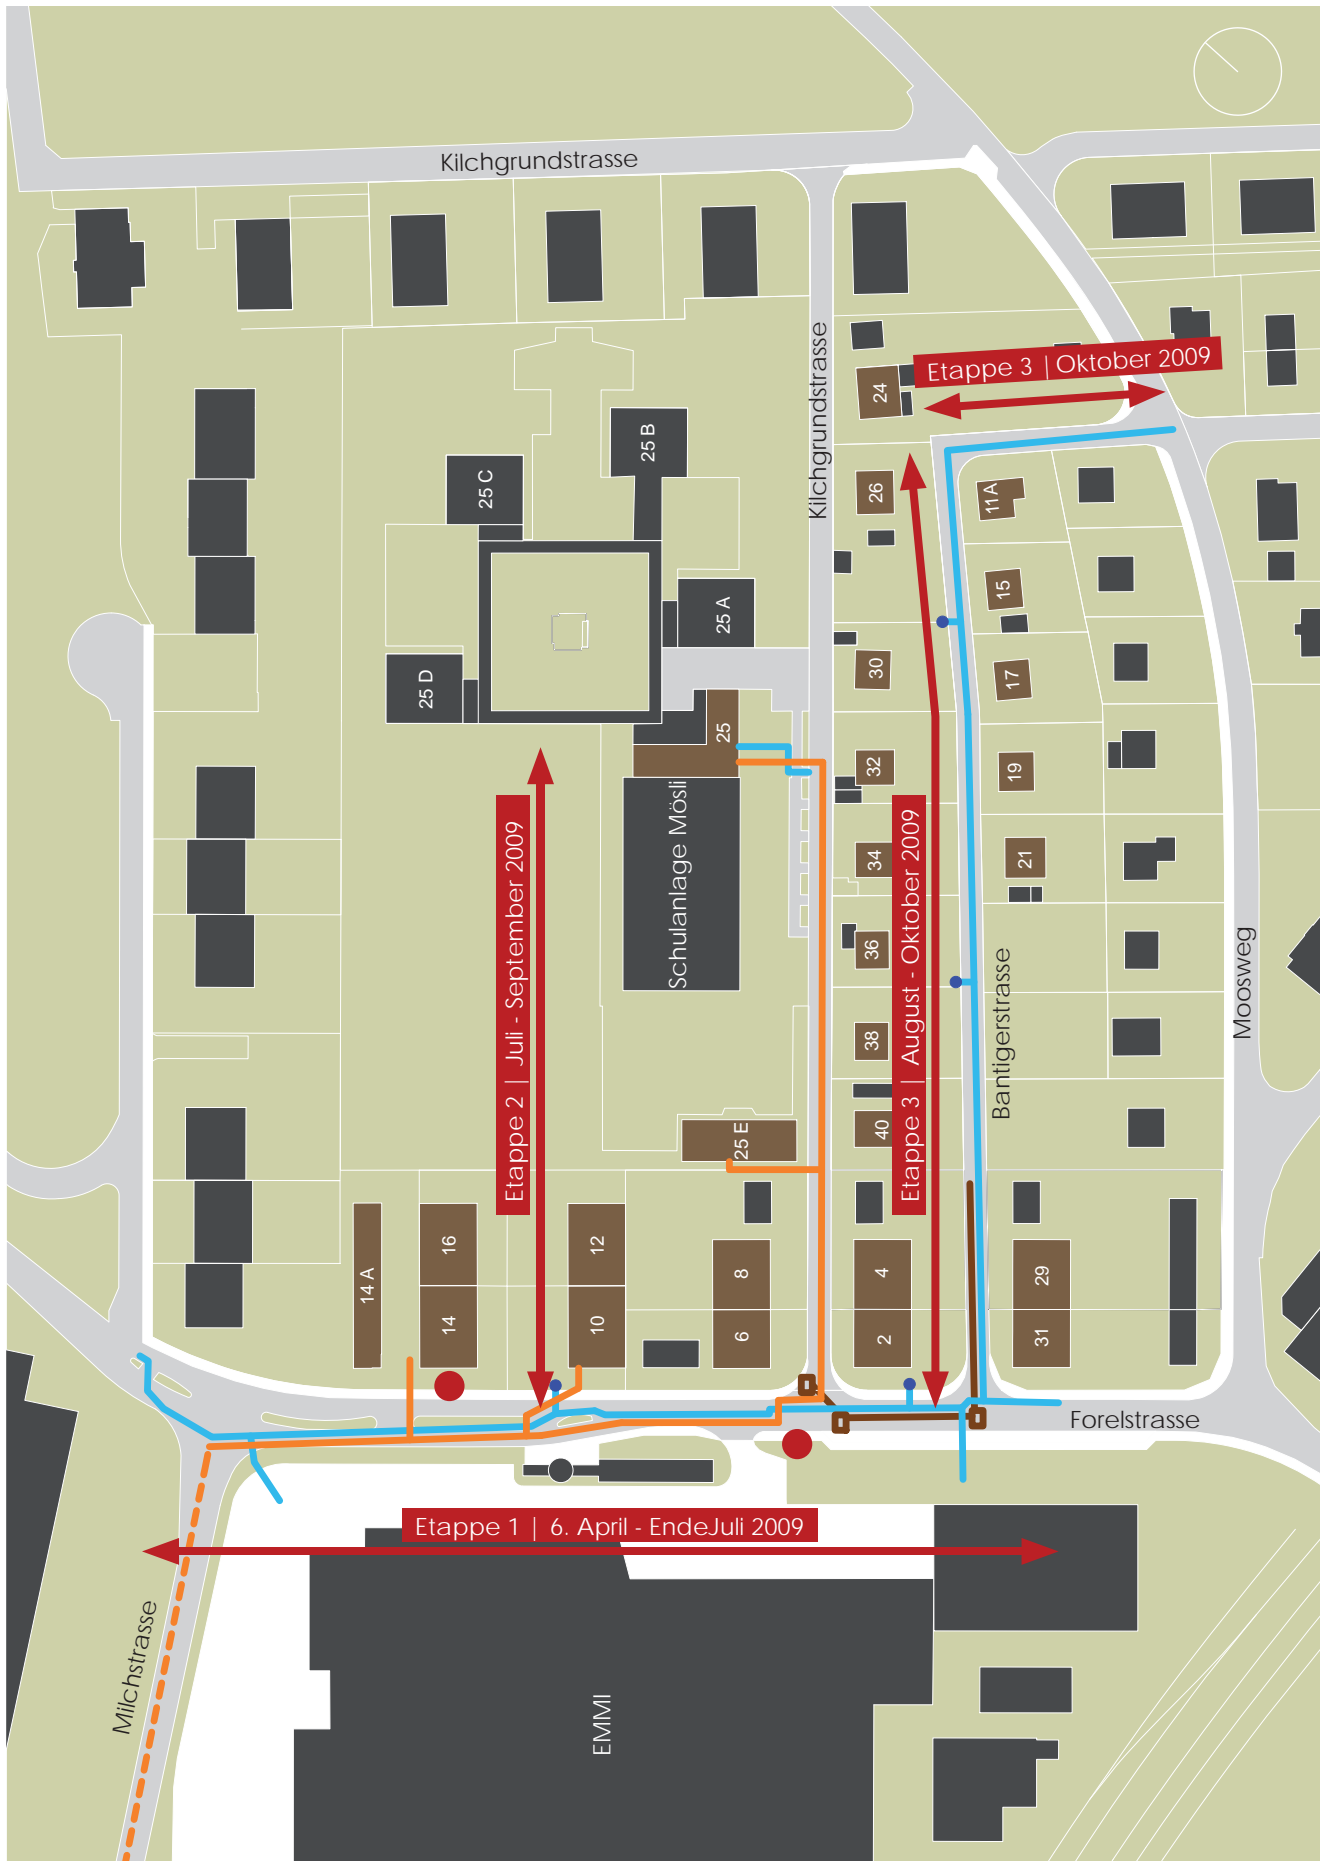 Kilchgrundstrasse
Kilchgrundstrasse
Etappe 3 | Oktober 2009
24
25 B
25 C
26
11 A
15
25 A
30
17
25 D
25
32
19
Schulanlage Mösli
34
21
Etappe 2 | Juli - September 2009
Etappe 3 | August - Oktober 2009
36
38
Bantigerstrasse
Moosweg
25 E
40
14 A
16
12
8
4
29
14
10
6
2
31
Forelstrasse
Etappe 1 | 6. April - EndeJuli 2009
Milchstrasse
EMMI